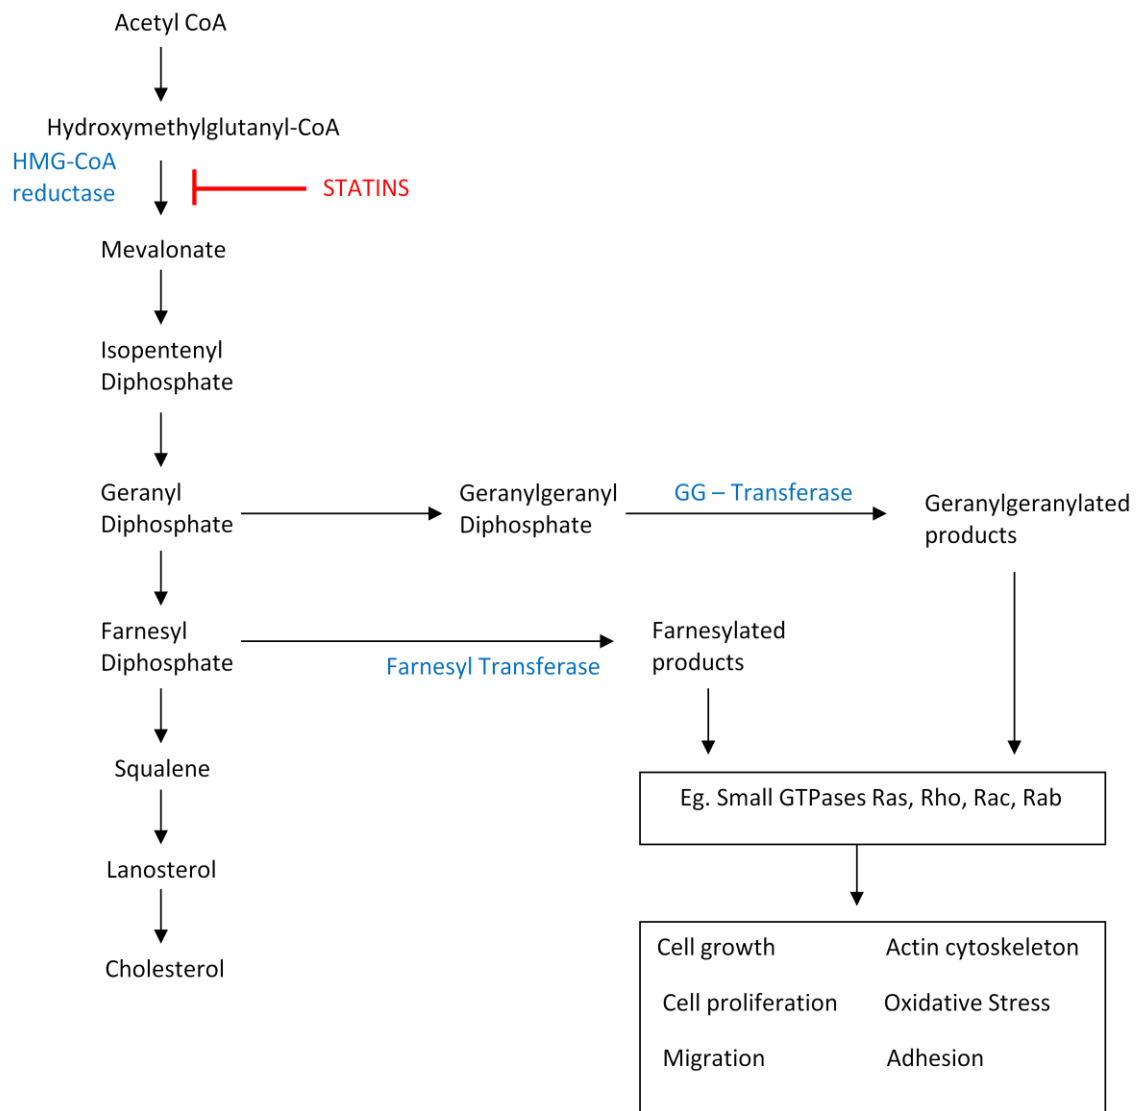 Acetyl CoA
Hydroxymethylglutanyl-CoA
HMG-CoA
reductase
STATINS
Mevalonate
Isopentenyl
Diphosphate
Geranyl
Diphosphate
Geranylgeranyl
Diphosphate
GG – Transferase
Geranylgeranylated
products
Farnesyl
Diphosphate
Farnesyl Transferase
Farnesylated
products
Squalene
Eg. Small GTPases Ras, Rho, Rac, Rab
Lanosterol
Cholesterol
Cell growth
Actin cytoskeleton
Cell proliferation
Oxidative Stress
Migration
Adhesion